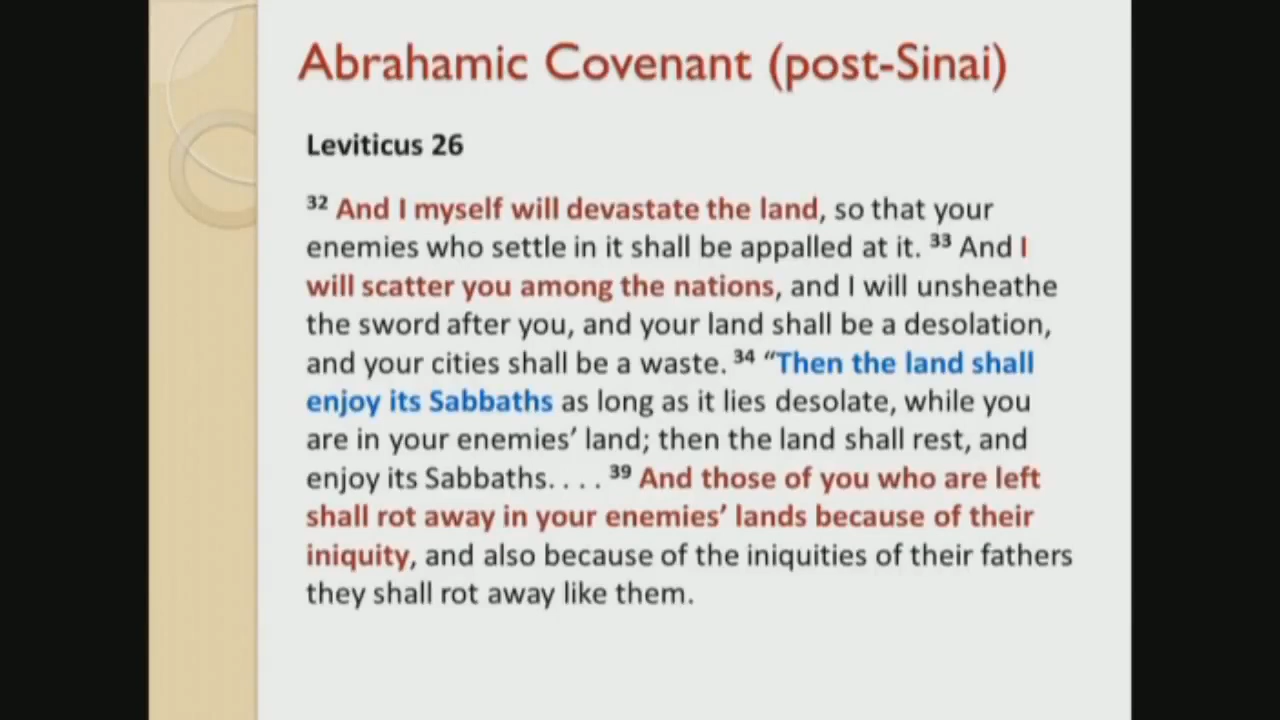 Abrahamic Covenant (post-Sinai)
Leviticus 26
32 And I myself will devastate the land, so that your
enemies who settle in it shall be appalled at it. 33 And I
will scatter you among the nations, and I will unsheathe
the sword after you, and your land shall be a desolation,
and your cities shall be a waste. 34 “Then the land shall
enjoy its Sabbaths as long as it lies desolate, while you
are in your enemies’ land; then the land shall rest, and
enjoy its Sabbaths. . . . 39 And those of you who are left
shall rot away in your enemies’ lands because of their
iniquity, and also because of the iniquities of their fathers
they shall rot away like them.